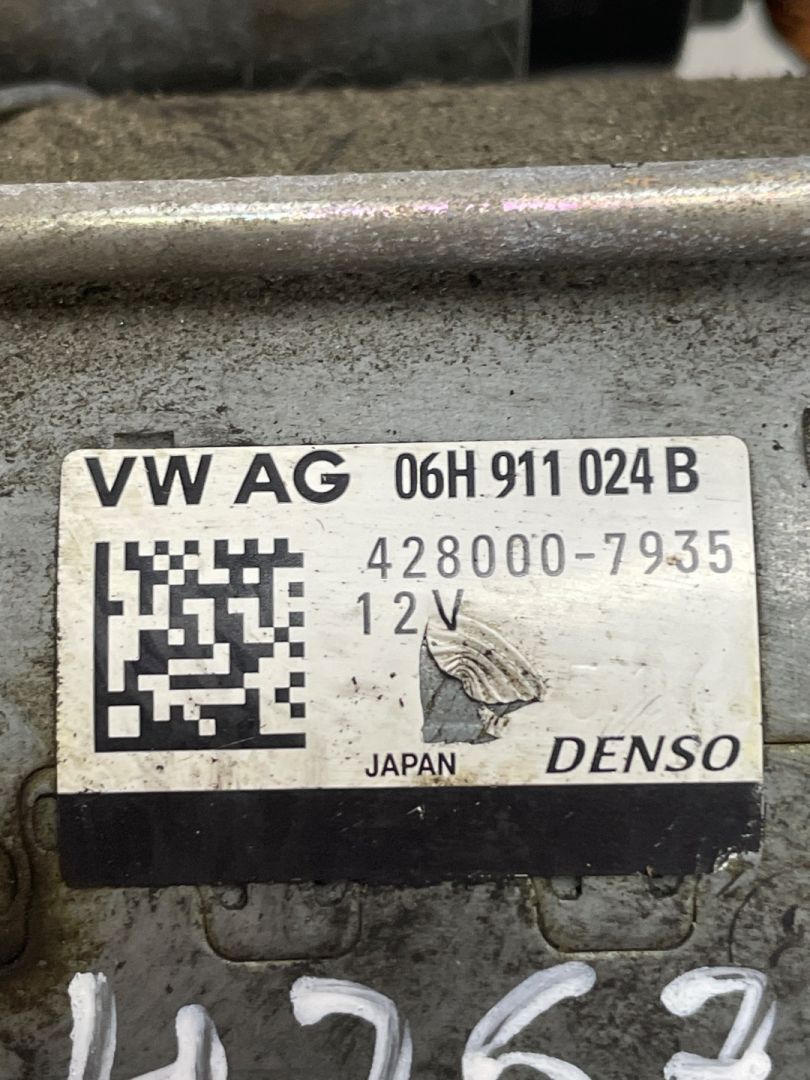 VW AG 06H 911 024 B
428000-7935
12V
JAPAN DENSO